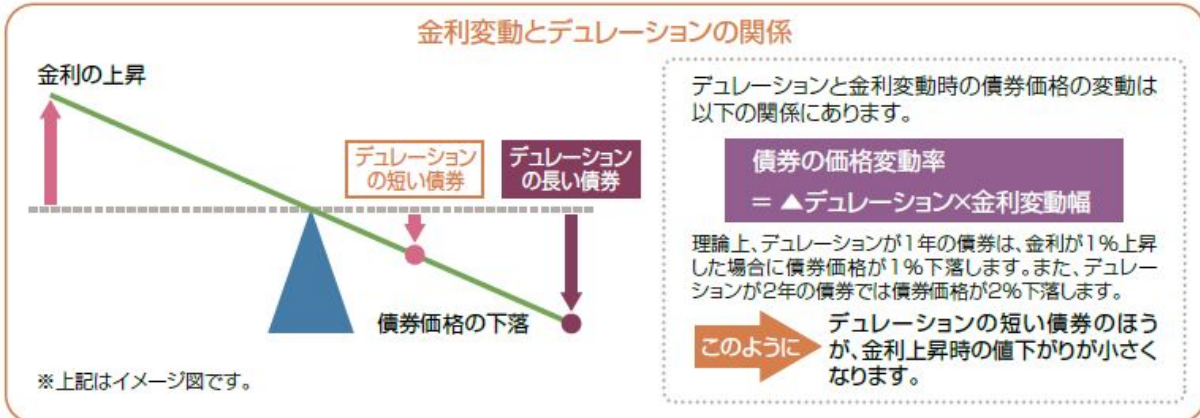 金利変動とデュレーションの関係
金利の上昇
デュレーション
の短い債券
デュレーション
の長い債券
債券価格の下落
※上記はイメージ図です。
デュレーションと金利変動時の債券価格の変動は
以下の関係にあります。
債券の価格変動率
＝ ▲デュレーション×金利変動幅
理論上、デュレーションが1年の債券は、金利が1%上昇
した場合に債券価格が1%下落します。また、デュレー
ションが2年の債券では債券価格が2%下落します。
このように
デュレーションの短い債券のほう
が、金利上昇時の値下がりが小さく
なります。